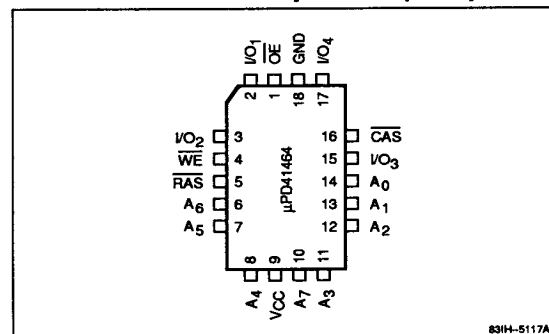 I/O1 OE GND I/O4
2 1 18 17
I/O2 3 16 CAS
WE 4 15 I/O3
RAS 5 14 A0
A6 6 13 A1
A5 7 12 A2
μPD41464
8 9 10 11
A4 VCC A7 A3
83IH-5117A